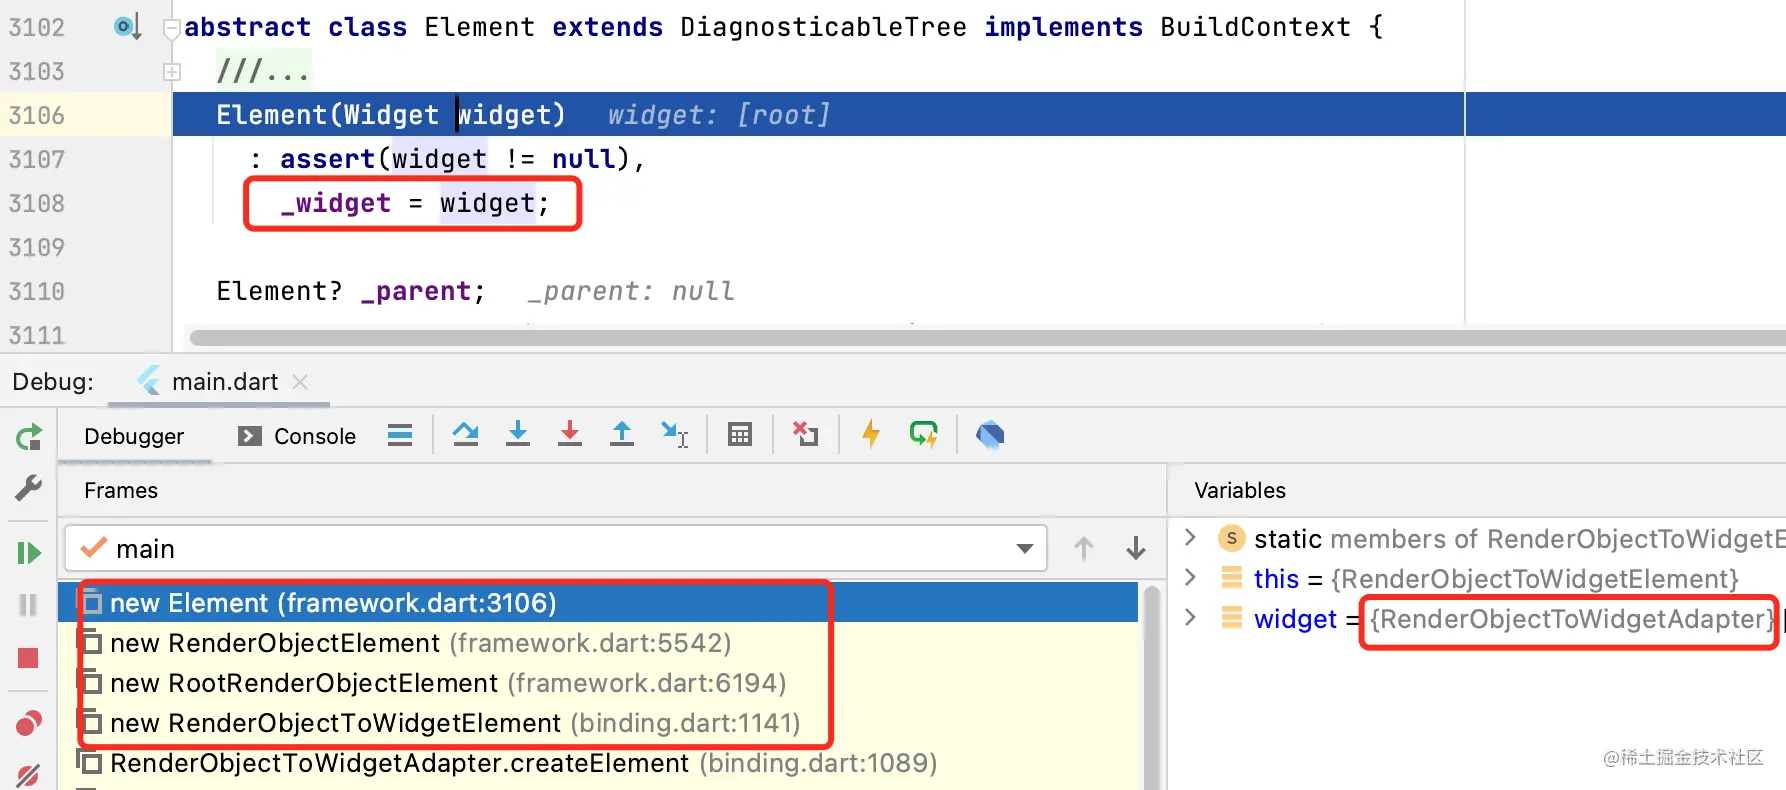 3102 abstract class Element extends DiagnosticableTree implements BuildContext {
3103 ///...
3106 Element(Widget widget) widget: [root]
3107 : assert(widget != null),
3108 _widget = widget;
3109
3110 Element? _parent; _parent: null
3111
Debug: main.dart
Debugger Console
Frames
main
new Element (framework.dart:3106)
new RenderObjectElement (framework.dart:5542)
new RootRenderObjectElement (framework.dart:6194)
new RenderObjectToWidgetElement (binding.dart:1141)
RenderObjectToWidgetAdapter.createElement (binding.dart:1089)
Variables
S static members of RenderObjectToWidgetE
this = {RenderObjectToWidgetElement}
widget = {RenderObjectToWidgetAdapter}
@稀土掘金技术社区